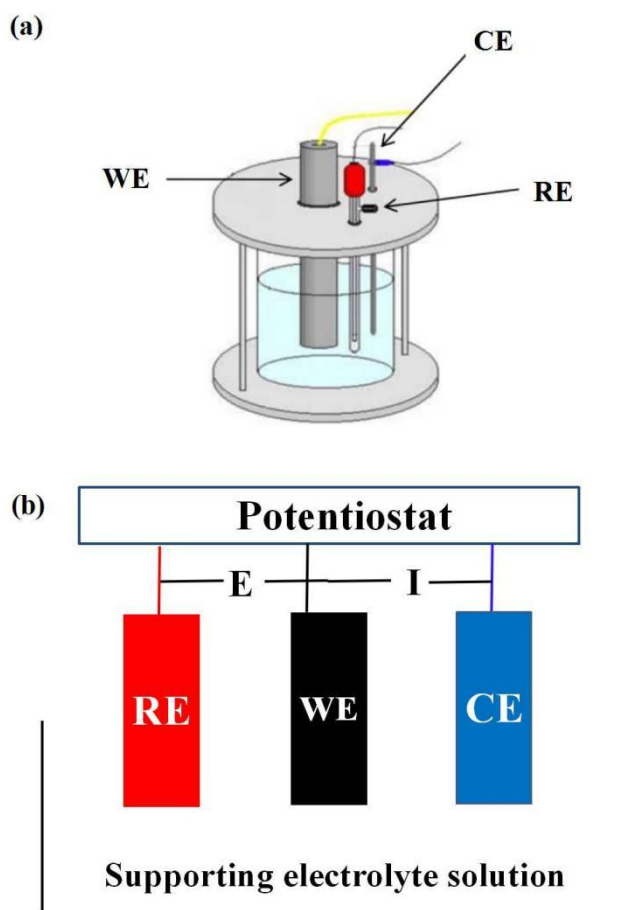 (a)
CE
WE
RE
(b)
Potentiostat
E I
RE WE CE
Supporting electrolyte solution